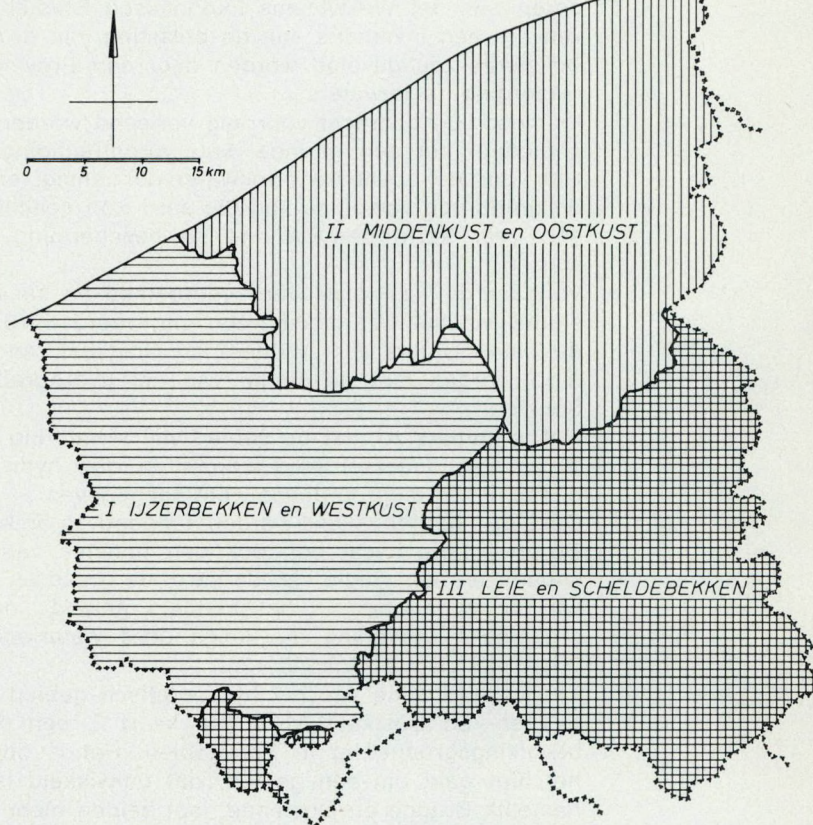 0 5 10 15 km
II MIDDENKUST en OOSTKUST
I IJZERBEKKEN en WESTKUST
III LEIE en SCHELDEBEKKEN